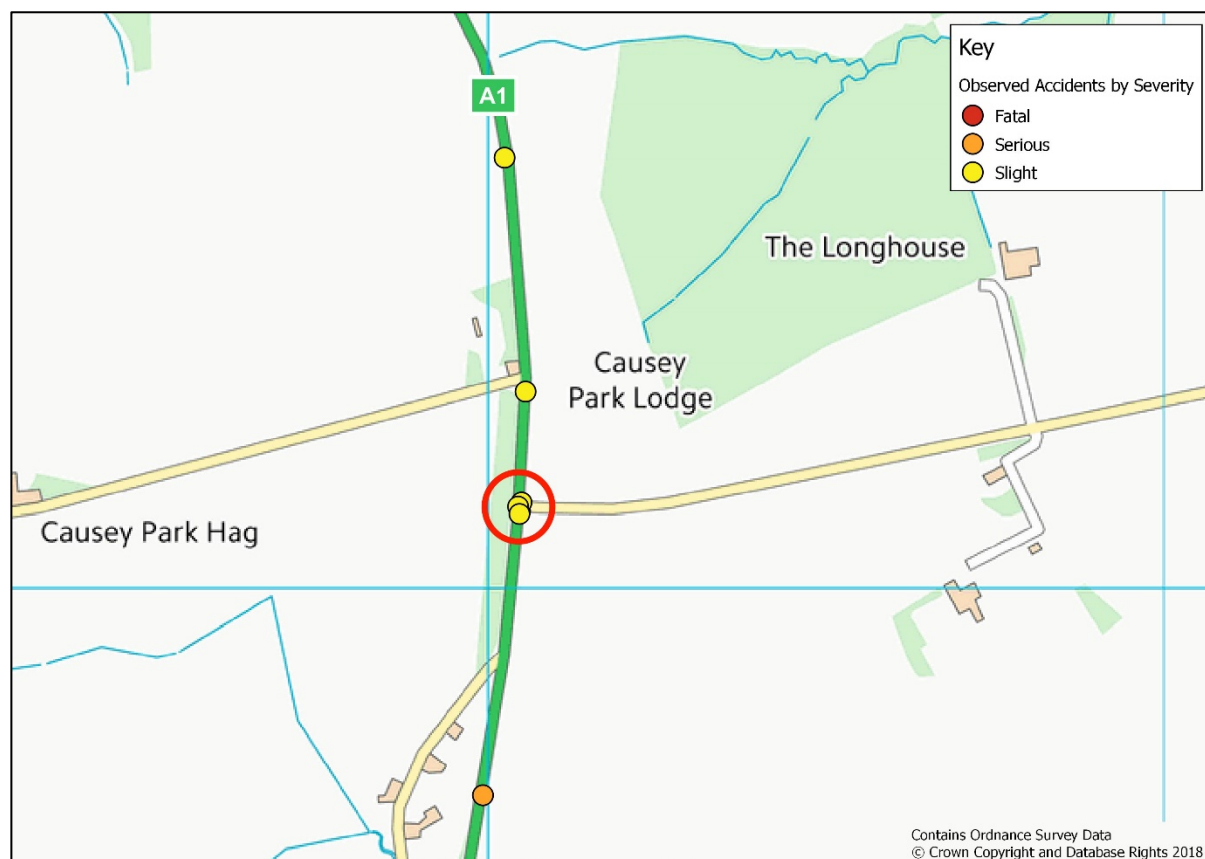 Key
Observed Accidents by Severity
Fatal
Serious
Slight
A1
The Longhouse
Causey
Park Lodge
Causey Park Hag
Contains Ordnance Survey Data
© Crown Copyright and Database Rights 2018